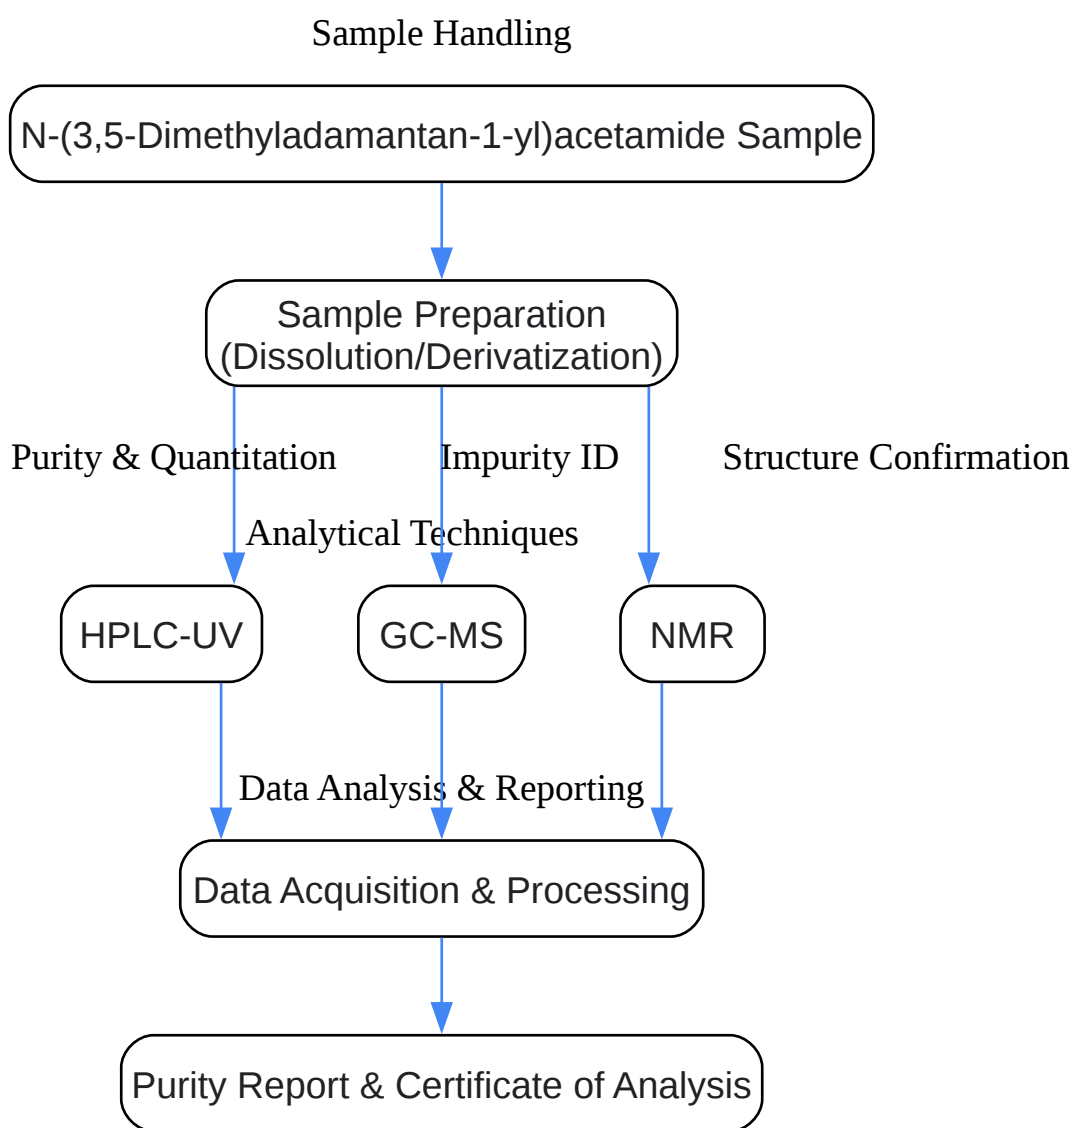 Sample Handling
N-(3,5-Dimethyladamantan-1-yl)acetamide Sample
Sample Preparation
(Dissolution/Derivatization)
Purity & Quantitation
Impurity ID
Structure Confirmation
Analytical Techniques
HPLC-UV
GC-MS
NMR
Data Analysis & Reporting
Data Acquisition & Processing
Purity Report & Certificate of Analysis